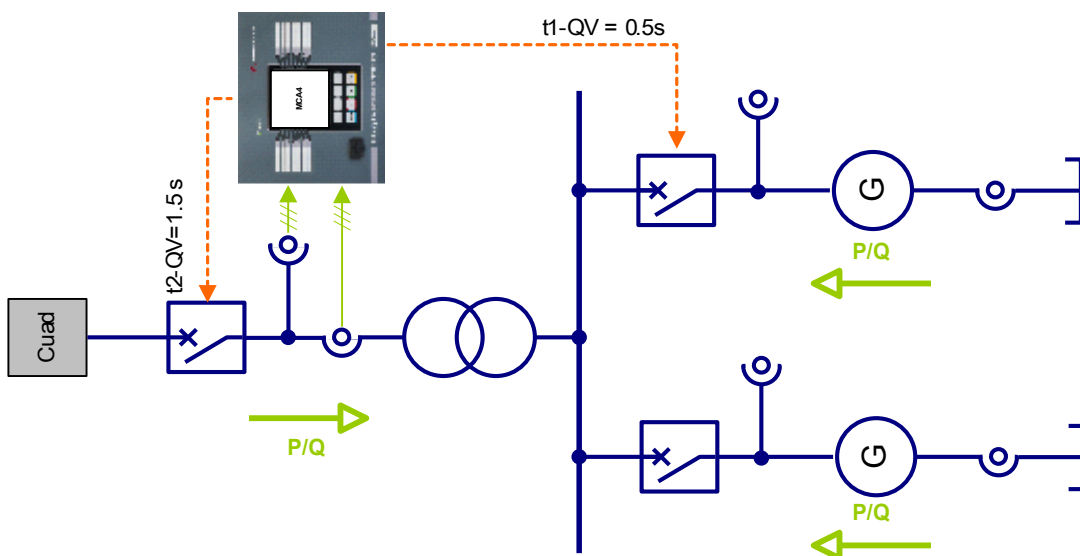 t1-QV = 0.5s
MCA4
t2-QV=1.5 s
Cuad
P/Q
G
P/Q
G
P/Q